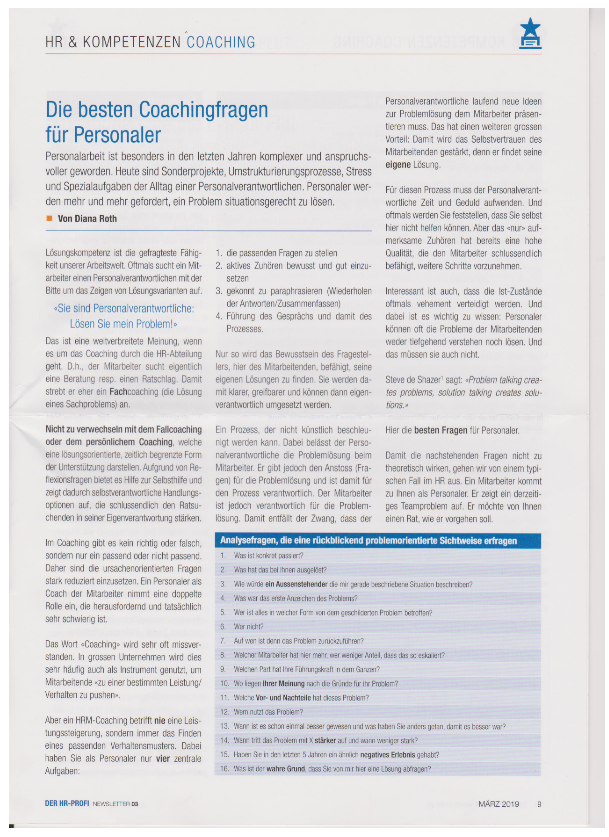 HR & KOMPETENZEN COACHING
Die besten Coachingfragen
für Personaler
Personalarbeit ist besonders in den letzten Jahren komplexer und anspruchs-
voller geworden. Heute sind Sonderprojekte, Umstrukturierungsprozesse, Stress
und Spezialaufgaben der Alltag einer Personalverantwortlichen. Personaler wer-
den mehr und mehr gefordert, ein Problem situationsgerecht zu lösen.
Von Diana Roth
Lösungskompetenz ist die gefragteste Fähig-
keit unserer Arbeitswelt. Oftmals sucht ein Mit-
arbeiter einen Personalverantwortlichen mit der
Bitte um das Zeigen von Lösungsvarianten auf.
«Sie sind Personalverantwortliche:
Lösen Sie mein Problem!»
Das ist eine weitverbreitete Meinung, wenn
es um das Coaching durch die HR-Abteilung
geht. D.h., der Mitarbeiter sucht eigentlich
eine Beratung resp. einen Ratschlag. Damit
strebt er eher ein Fachcoaching (die Lösung
eines Sachproblems) an.
Nicht zu verwechseln mit dem Fallcoaching
oder dem persönlichem Coaching, welche
eine lösungsorientierte, zeitlich begrenzte Form
der Unterstützung darstellen. Aufgrund von Re-
flexionsfragen bietet es Hilfe zur Selbsthilfe und
zeigt dadurch selbstverantwortliche Handlungs-
optionen auf, die schlussendlich den Ratsu-
chenden in seiner Eigenverantwortung stärken.
Im Coaching gibt es kein richtig oder falsch,
sondern nur ein passend oder nicht passend.
Daher sind die ursachenorientierten Fragen
stark reduziert einzusetzen. Ein Personaler als
Coach der Mitarbeiter nimmt eine doppelte
Rolle ein, die herausfordernd und tatsächlich
sehr schwierig ist.
Das Wort «Coaching» wird sehr oft missver-
standen. In grossen Unternehmen wird dies
sehr häufig auch als Instrument genutzt, um
Mitarbeitende «zu einer bestimmten Leistung/
Verhalten zu pushen».
Aber ein HRM-Coaching betrifft nie eine Leis-
tungssteigerung, sondern immer das Finden
eines passenden Verhaltensmusters. Dabei
haben Sie als Personaler nur vier zentrale
Aufgaben:
1. die passenden Fragen zu stellen
2. aktives Zuhören bewusst und gut einzu-
setzen
3. gekonnt zu paraphrasieren (Wiederholen
der Antworten/Zusammenfassen)
4. Führung des Gesprächs und damit des
Prozesses.
Nur so wird das Bewusstsein des Fragestel-
lers, hier des Mitarbeitenden, befähigt, seine
eigenen Lösungen zu finden. Sie werden da-
mit klarer, greifbarer und können dann eigen-
verantwortlich umgesetzt werden.
Ein Prozess, der nicht künstlich beschleu-
nigt werden kann. Dabei belässt der Perso-
nalverantwortliche die Problemlösung beim
Mitarbeiter. Er gibt jedoch den Anstoss (Fra-
gen) für die Problemlösung und ist damit für
den Prozess verantwortlich. Der Mitarbeiter
ist jedoch verantwortlich für die Problem-
lösung. Damit entfällt der Zwang, dass der
Personalverantwortliche laufend neue Ideen
zur Problemlösung dem Mitarbeiter präsen-
tieren muss. Das hat einen weiteren grossen
Vorteil: Damit wird das Selbstvertrauen des
Mitarbeitenden gestärkt, denn er findet seine
eigene Lösung.
Für diesen Prozess muss der Personalverant-
wortliche Zeit und Geduld aufwenden. Und
oftmals werden Sie feststellen, dass Sie selbst
hier nicht helfen können. Aber das «nur» auf-
merksame Zuhören hat bereits eine hohe
Qualität, die den Mitarbeiter schlussendlich
befähigt, weitere Schritte vorzunehmen.
Interessant ist auch, dass die Ist-Zustände
oftmals vehement verteidigt werden. Und
dabei ist es wichtig zu wissen: Personaler
können oft die Probleme der Mitarbeitenden
weder tiefgehend verstehen noch lösen. Und
das müssen sie auch nicht.
Steve de Shazer¹ sagt: «Problem talking crea-
tes problems, solution talking creates solu-
tions.»
Hier die besten Fragen für Personaler.
Damit die nachstehenden Fragen nicht zu
theoretisch wirken, gehen wir von einem typi-
schen Fall im HR aus. Ein Mitarbeiter kommt
zu Ihnen als Personaler. Er zeigt ein derzeiti-
ges Teamproblem auf. Er möchte von Ihnen
einen Rat, wie er vorgehen soll.
Analysefragen, die eine rückblickend problemorientierte Sichtweise erfragen
1. Was ist konkret passiert?
2. Was hat das bei Ihnen ausgelöst?
3. Wie würde ein Aussenstehender die mir gerade beschriebene Situation beschreiben?
4. Was war das erste Anzeichen des Problems?
5. Wer ist alles in welcher Form von dem geschilderten Problem betroffen?
6. Wer nicht?
7. Auf wen ist denn das Problem zurückzuführen?
8. Welcher Mitarbeiter hat hier mehr, wer weniger Anteil, dass das so eskaliert?
9. Welchen Part hat Ihre Führungskraft in dem Ganzen?
10. Wo liegen Ihrer Meinung nach die Gründe für Ihr Problem?
11. Welche Vor- und Nachteile hat dieses Problem?
12. Wem nutzt das Problem?
13. Wann ist es schon einmal besser gewesen und was haben Sie anders getan, damit es besser war?
14. Wann tritt das Problem mit X stärker auf und wann weniger stark?
15. Haben Sie in den letzten 5 Jahren ein ähnlich negatives Erlebnis gehabt?
16. Was ist der wahre Grund, dass Sie von mir hier eine Lösung abfragen?
DER HR-PROFI NEWSLETTER 03
MÄRZ 2019 9